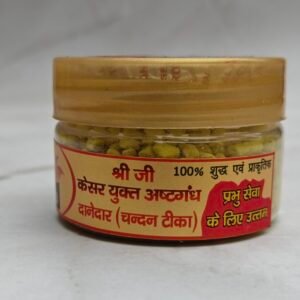 श्री जी
100% शुद्ध एवं प्राकृतिक
केसर युक्त अष्टगंध
दानेदार (चन्दन टीका)
प्रभु सेवा
के लिए उत्तम